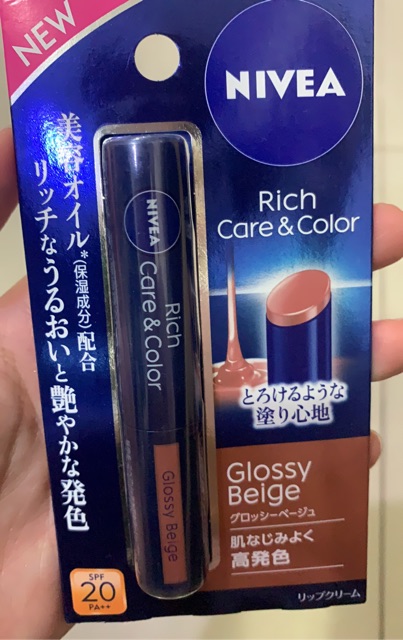 NEW
NIVEA
Rich
Care & Color
美容オイル*(保湿成分)配合
リッチなうるおいと艶やかな発色
NIVEA
Rich
Care & Color
Glossy Beige
とろけるような
塗り心地
Glossy
Beige
グロッシーベージュ
肌なじみよく
高発色
SPF
20
PA++
リップクリーム